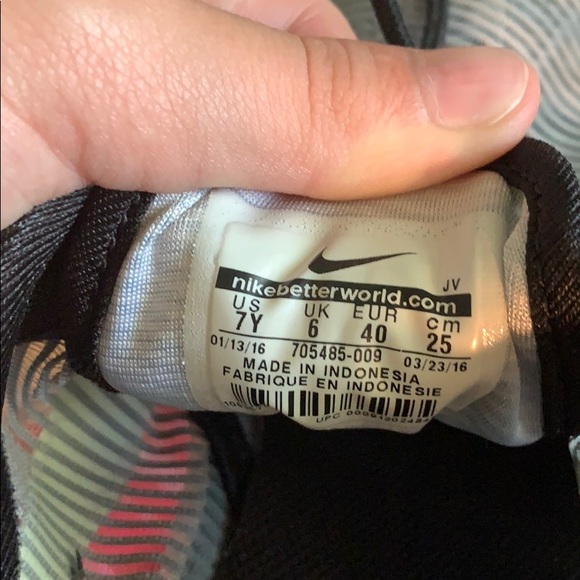 JV
nikebetterworld.com
US UK EUR cm
7Y 6 40 25
01/13/16 705485-009 03/23/16
MADE IN INDONESIA
FABRIQUE EN INDONESIE
UPC